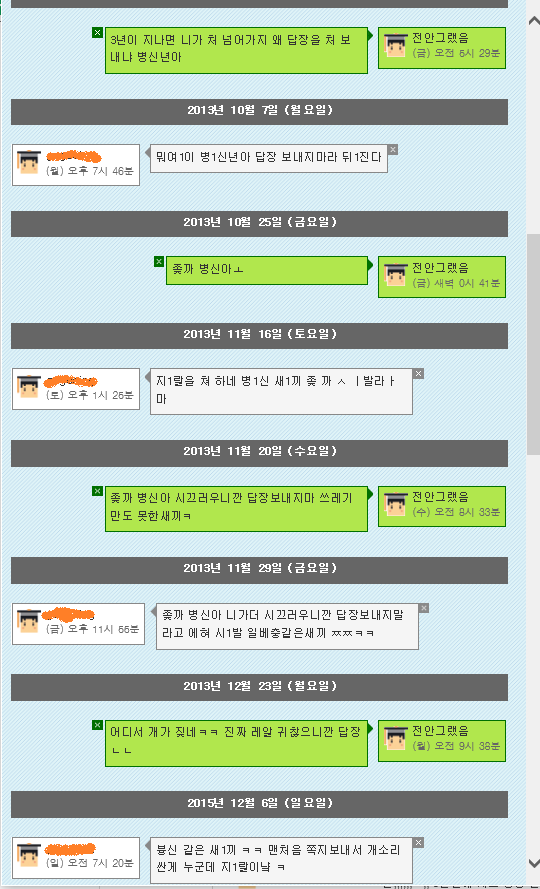 3년이 지나면 니가 쳐 넘어가지 왜 답장을 쳐 보
내냐 병신년아
전안그랬음
(금) 오전 6시 29분
2013년 10월 7일 (월요일)
(월) 오후 7시 46분
뭐여1이 병1신년아 답장 보내지마라 뒤1진다
2013년 10월 25일 (금요일)
좆까 병신아ㅗ
전안그랬음
(금) 새벽 0시 41분
2013년 11월 16일 (토요일)
(토) 오후 1시 26분
지1랄을 쳐 하네 병1신 새1끼 좆 까 ㅅ ㅣ발라ㅏ
마
2013년 11월 20일 (수요일)
좆까 병신아 시끄러우니깐 답장보내지마 쓰레기
만도 못한새끼ㅋ
전안그랬음
(수) 오전 8시 33분
2013년 11월 29일 (금요일)
(금) 오후 11시 55분
좆까 병신아 니가더 시끄러우니깐 답장보내지말
라고 에혀 시1발 일베충같은새끼 ㅉㅉㅋㅋ
2013년 12월 23일 (월요일)
어디서 개가 짖네ㅋㅋ 진짜 레알 귀찮으니깐 답장
ㄴㄴ
전안그랬음
(월) 오전 9시 38분
2015년 12월 6일 (일요일)
(일) 오전 7시 20분
븅신 같은 새1끼 ㅋㅋ 맨처음 쪽지보내서 개소리
싼게 누군데 지1랄이냨 ㅋ